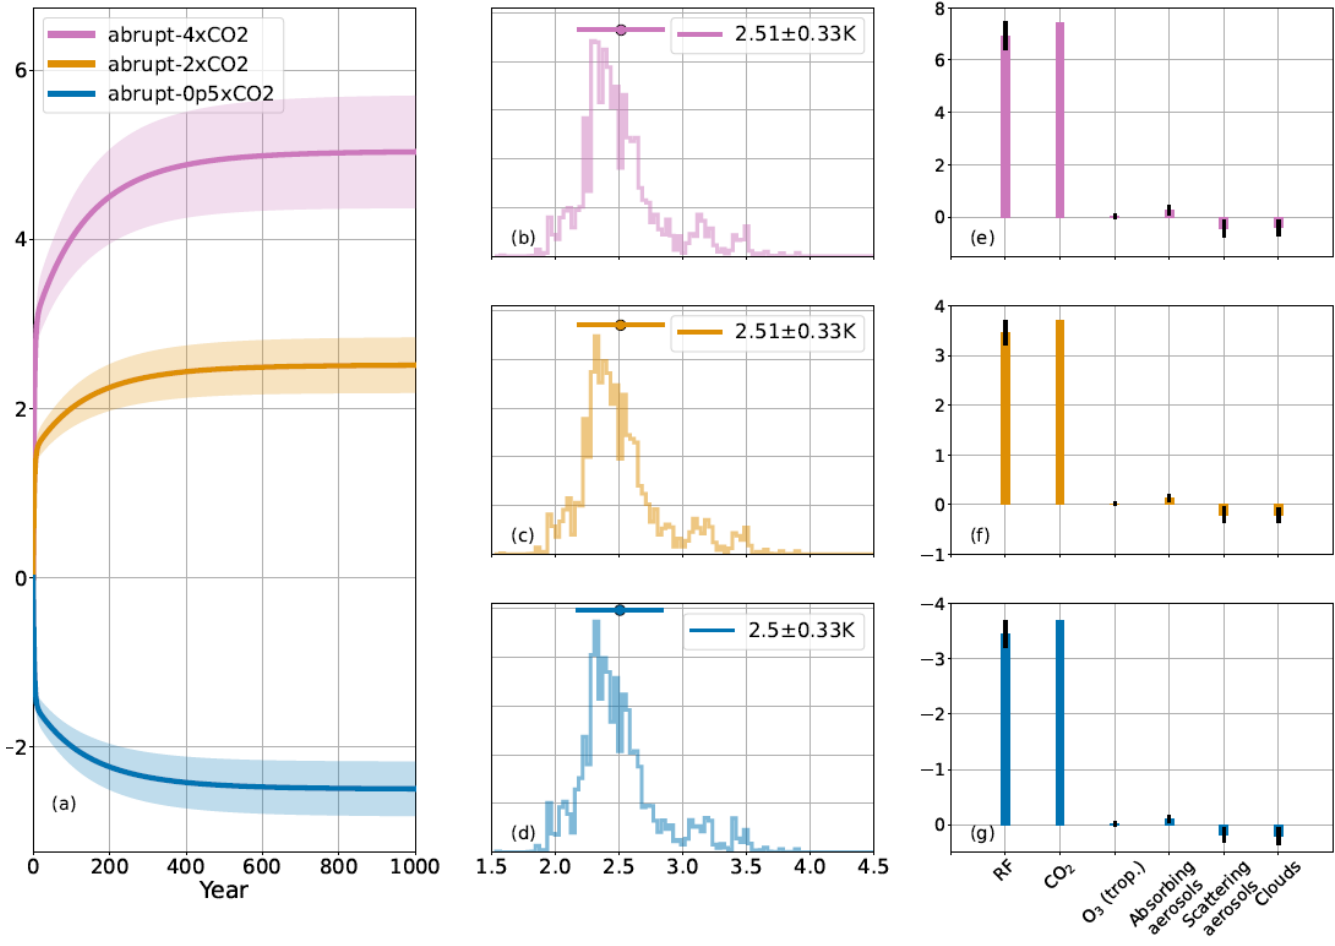 abrupt-4xCO2
abrupt-2xCO2
abrupt-0p5xCO2
6
4
2
0
−2
(a)
0 200 400 600 800 1000
Year
2.51±0.33K
(b)
2.51±0.33K
(c)
2.5±0.33K
(d)
1.5 2.0 2.5 3.0 3.5 4.0 4.5
8
6
4
2
0
(e)
4
3
2
1
0
−1
(f)
−4
−3
−2
−1
0
(g)
RF
CO₂
O₃ (trop.)
Absorbing
aerosols
Scattering
aerosols
Clouds